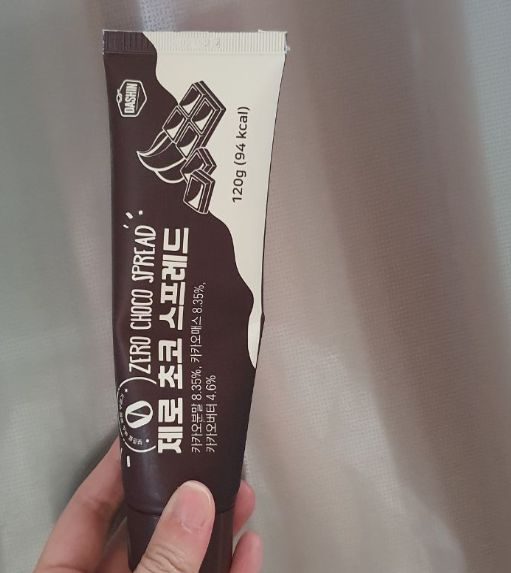 DASHIN
120g (94 kcal)
ZERO CHOCO SPREAD
0
제로 초코 스프레드
카카오분말 8.35%, 카카오매스 8.35%,
카카오버터 4.6%